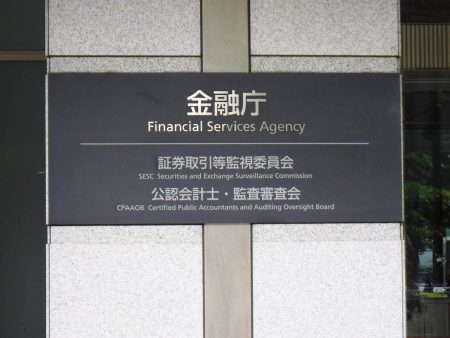 金融庁
Financial Services Agency
証券取引等監視委員会
SESC Securities and Exchange Surveillance Commission
公認会計士・監査審査会
CPAAOB Certified Public Accountants and Auditing Oversight Board